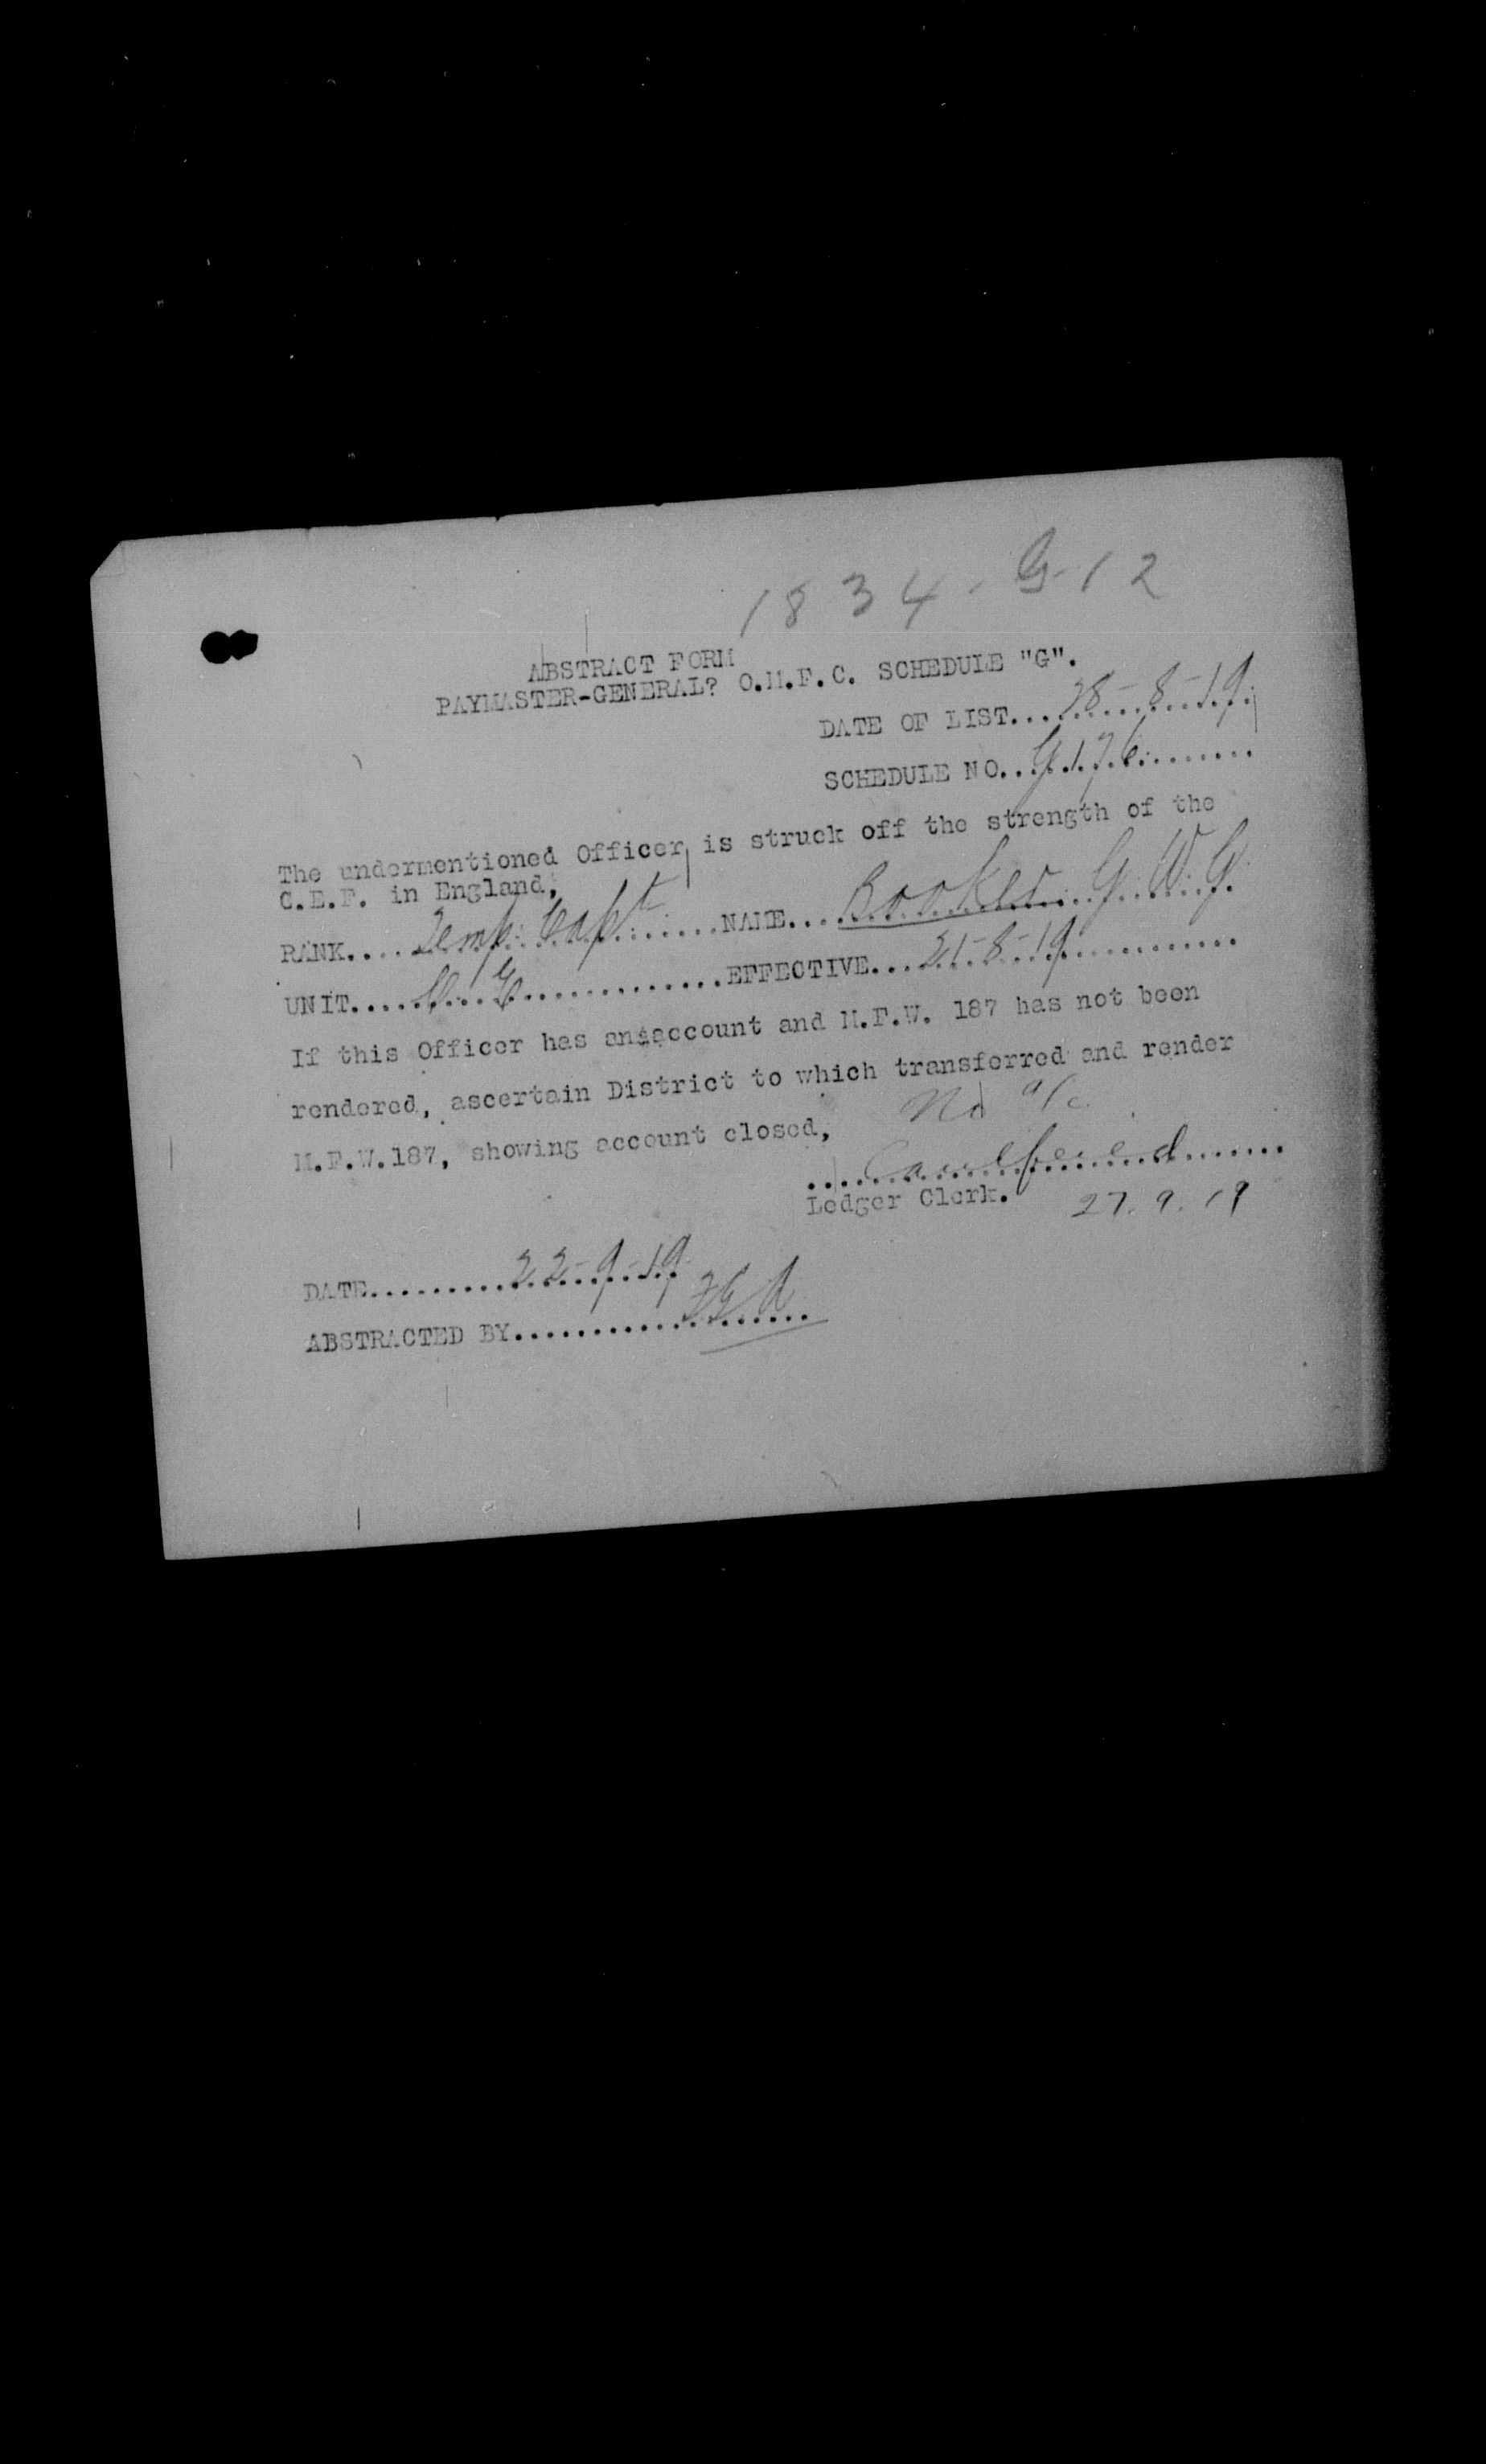 1834-G-12
ABSTRACT FORM
PAYMASTER-GENERAL? O.M.F.C. SCHEDULE "G".
DATE OF LIST....28-8-19.
SCHEDULE NO...G.176........
The undermentioned Officer, is struck off the strength of the
C.E.F. in England,
RANK....Temp. Capt.......NAME....Booker. G. W. G.
UNIT..................EFFECTIVE...21-8-19...........
If this Officer has an account and M.F.W. 187 has not been
rendered, ascertain District to which transferred and render
M.F.W.187, showing account closed,
No a/c
Ledger Clerk. 27.9.19
DATE.........22-9-19
ABSTRACTED BY...................